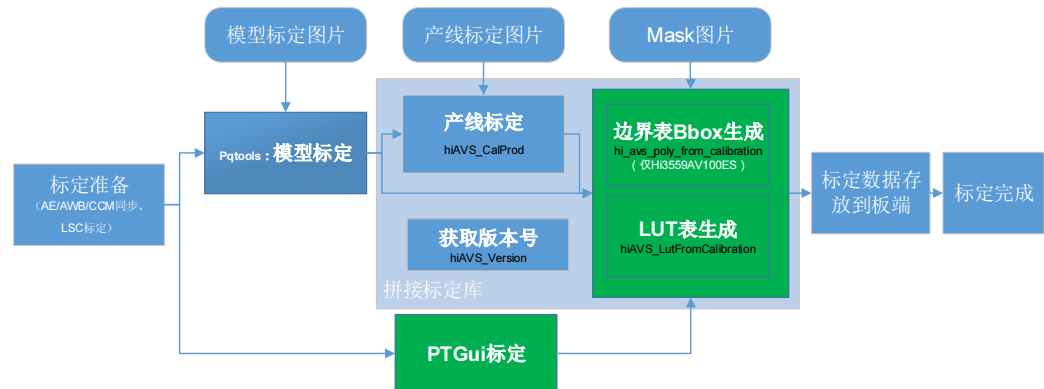 模型标定图片
产线标定图片
Mask图片
Pqtools：模型标定
产线标定
hiAVS_CalProd
边界表Bbox生成
hi_avs_poly_from_calibration
（仅Hi3559AV100ES）
标定准备
（AE/AWB/CCM同步、
LSC标定）
标定数据存
放到板端
标定完成
获取版本号
hiAVS_Version
LUT表生成
hiAVS_LutFromCalibration
拼接标定库
PTGui标定